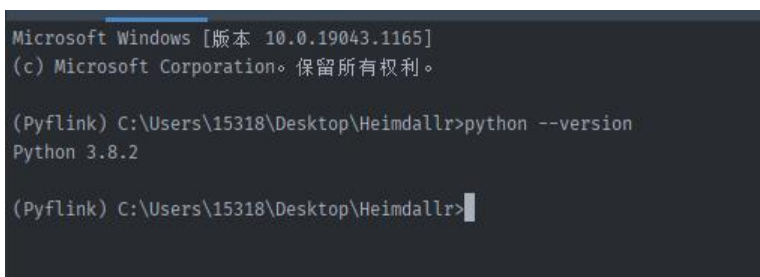 Microsoft Windows [版本 10.0.19043.1165]
(c) Microsoft Corporation。保留所有权利。
(Pyflink) C:\Users\15318\Desktop\Heimdallr>python --version
Python 3.8.2
(Pyflink) C:\Users\15318\Desktop\Heimdallr>